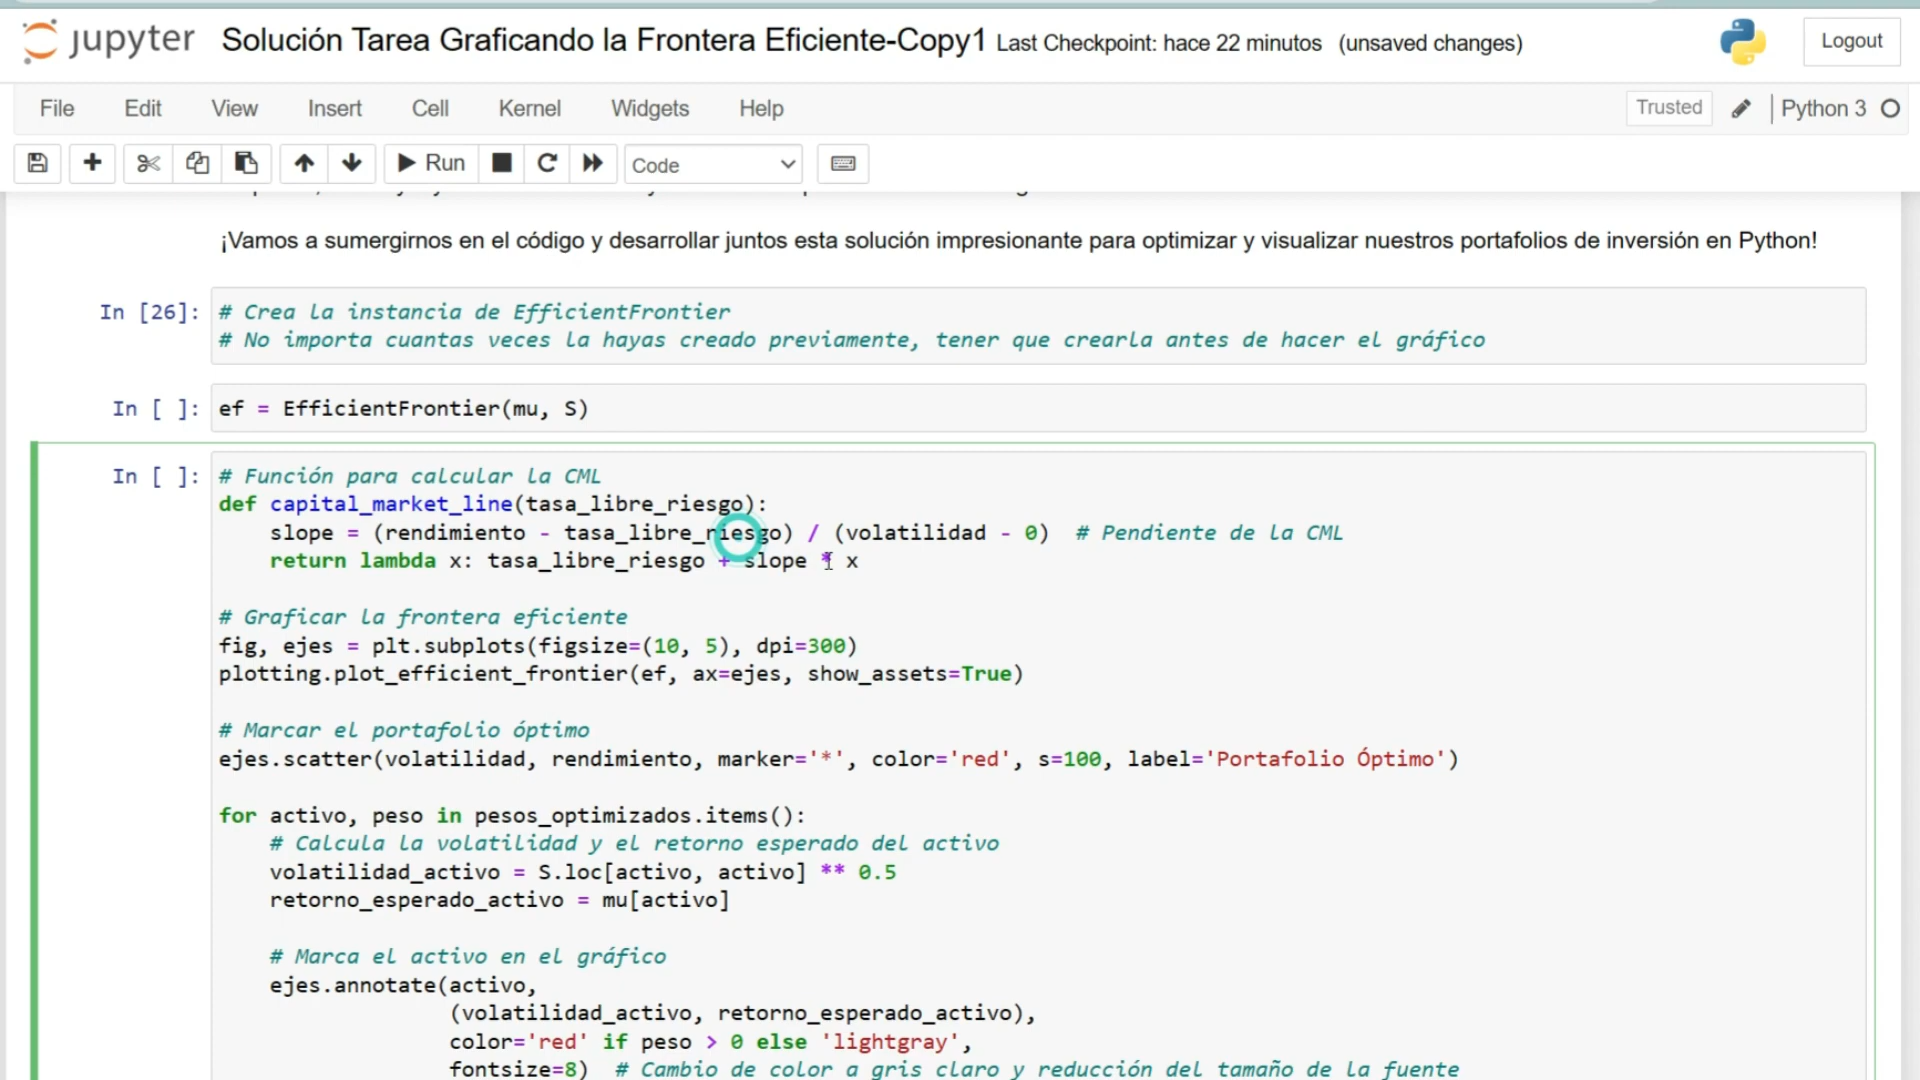 jupyter Solución Tarea Graficando la Frontera Eficiente-Copy1 Last Checkpoint: hace 22 minutos (unsaved changes) Logout
File Edit View Insert Cell Kernel Widgets Help Trusted Python 3
Run Code
¡Vamos a sumergirnos en el código y desarrollar juntos esta solución impresionante para optimizar y visualizar nuestros portafolios de inversión en Python!
In [26]: # Crea la instancia de EfficientFrontier
# No importa cuantas veces la hayas creado previamente, tener que crearla antes de hacer el gráfico
In [ ]: ef = EfficientFrontier(mu, S)
In [ ]: # Función para calcular la CML
def capital_market_line(tasa_libre_riesgo):
    slope = (rendimiento - tasa_libre_riesgo) / (volatilidad - 0)  # Pendiente de la CML
    return lambda x: tasa_libre_riesgo + slope * x
# Graficar la frontera eficiente
fig, ejes = plt.subplots(figsize=(10, 5), dpi=300)
plotting.plot_efficient_frontier(ef, ax=ejes, show_assets=True)
# Marcar el portafolio óptimo
ejes.scatter(volatilidad, rendimiento, marker='*', color='red', s=100, label='Portafolio Óptimo')
for activo, peso in pesos_optimizados.items():
    # Calcula la volatilidad y el retorno esperado del activo
    volatilidad_activo = S.loc[activo, activo] ** 0.5
    retorno_esperado_activo = mu[activo]
    # Marca el activo en el gráfico
    ejes.annotate(activo,
                  (volatilidad_activo, retorno_esperado_activo),
                  color='red' if peso > 0 else 'lightgray',
                  fontsize=8)  # Cambio de color a gris claro y reducción del tamaño de la fuente